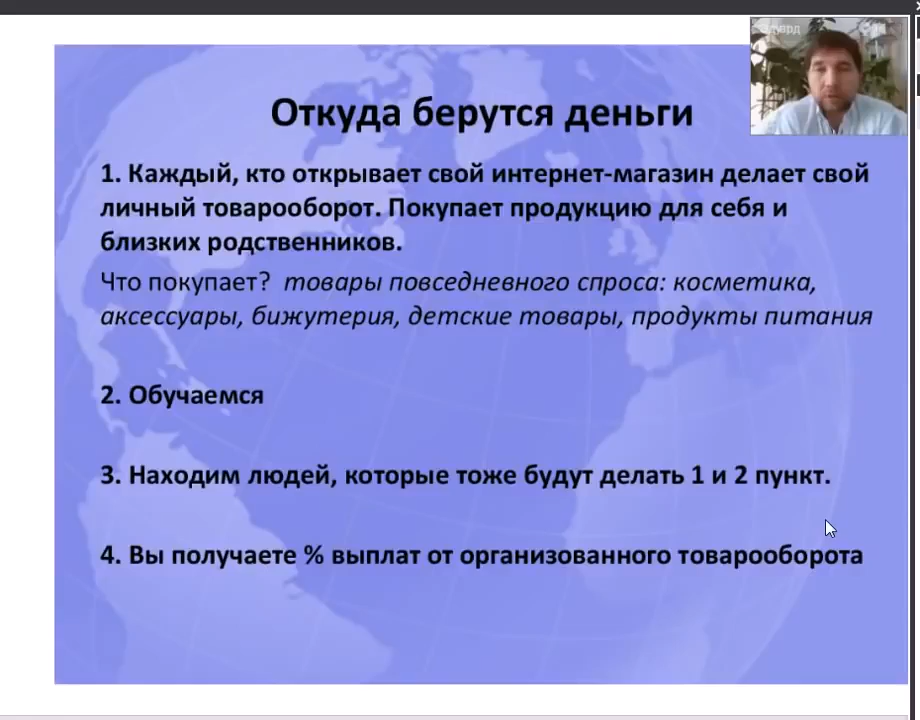 Эдуард
Откуда берутся деньги
1. Каждый, кто открывает свой интернет-магазин делает свой
личный товарооборот. Покупает продукцию для себя и
близких родственников.
Что покупает? товары повседневного спроса: косметика,
аксессуары, бижутерия, детские товары, продукты питания
2. Обучаемся
3. Находим людей, которые тоже будут делать 1 и 2 пункт.
4. Вы получаете % выплат от организованного товарооборота